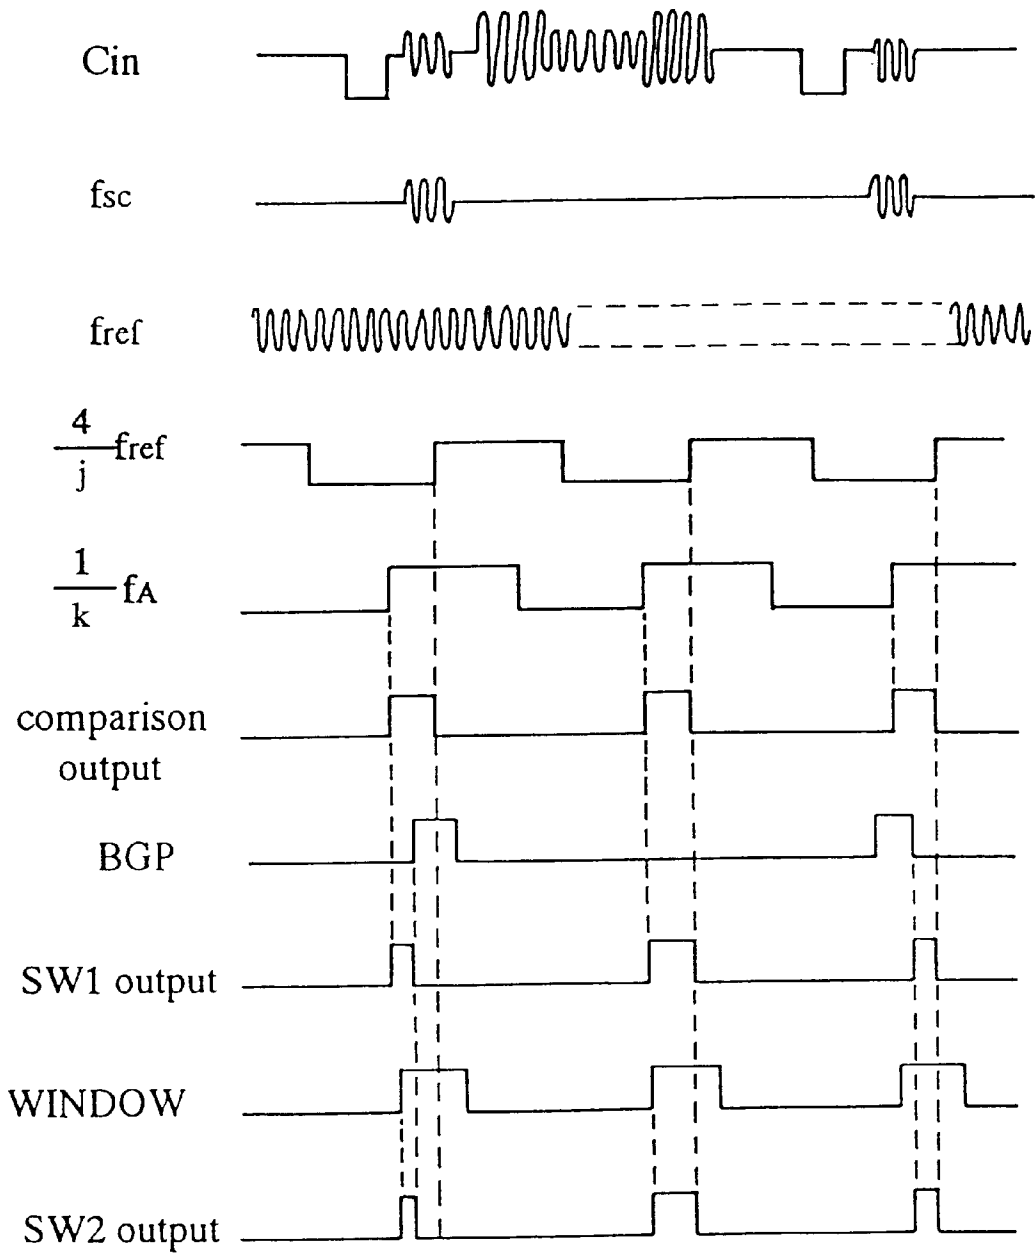 Cin
fsc
fref
4/j fref
1/k fA
comparison
output
BGP
SW1 output
WINDOW
SW2 output